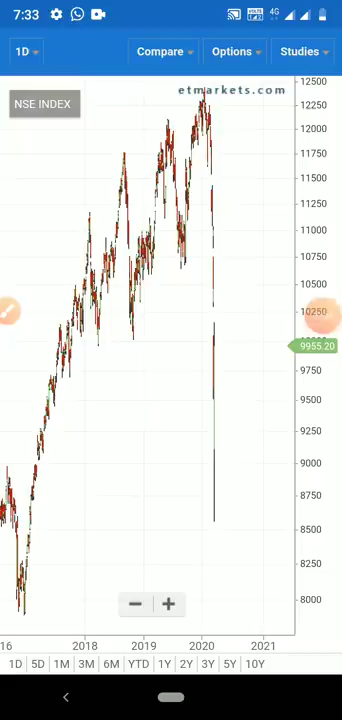 7:33
4G
VOLTE
1D Compare Options Studies
etmarkets.com
NSE INDEX
12500
12250
12000
11750
11500
11250
11000
10750
10500
10250
9955.20
9750
9500
9250
9000
8750
8500
8250
8000
16 2018 2019 2020 2021
1D 5D 1M 3M 6M YTD 1Y 2Y 3Y 5Y 10Y